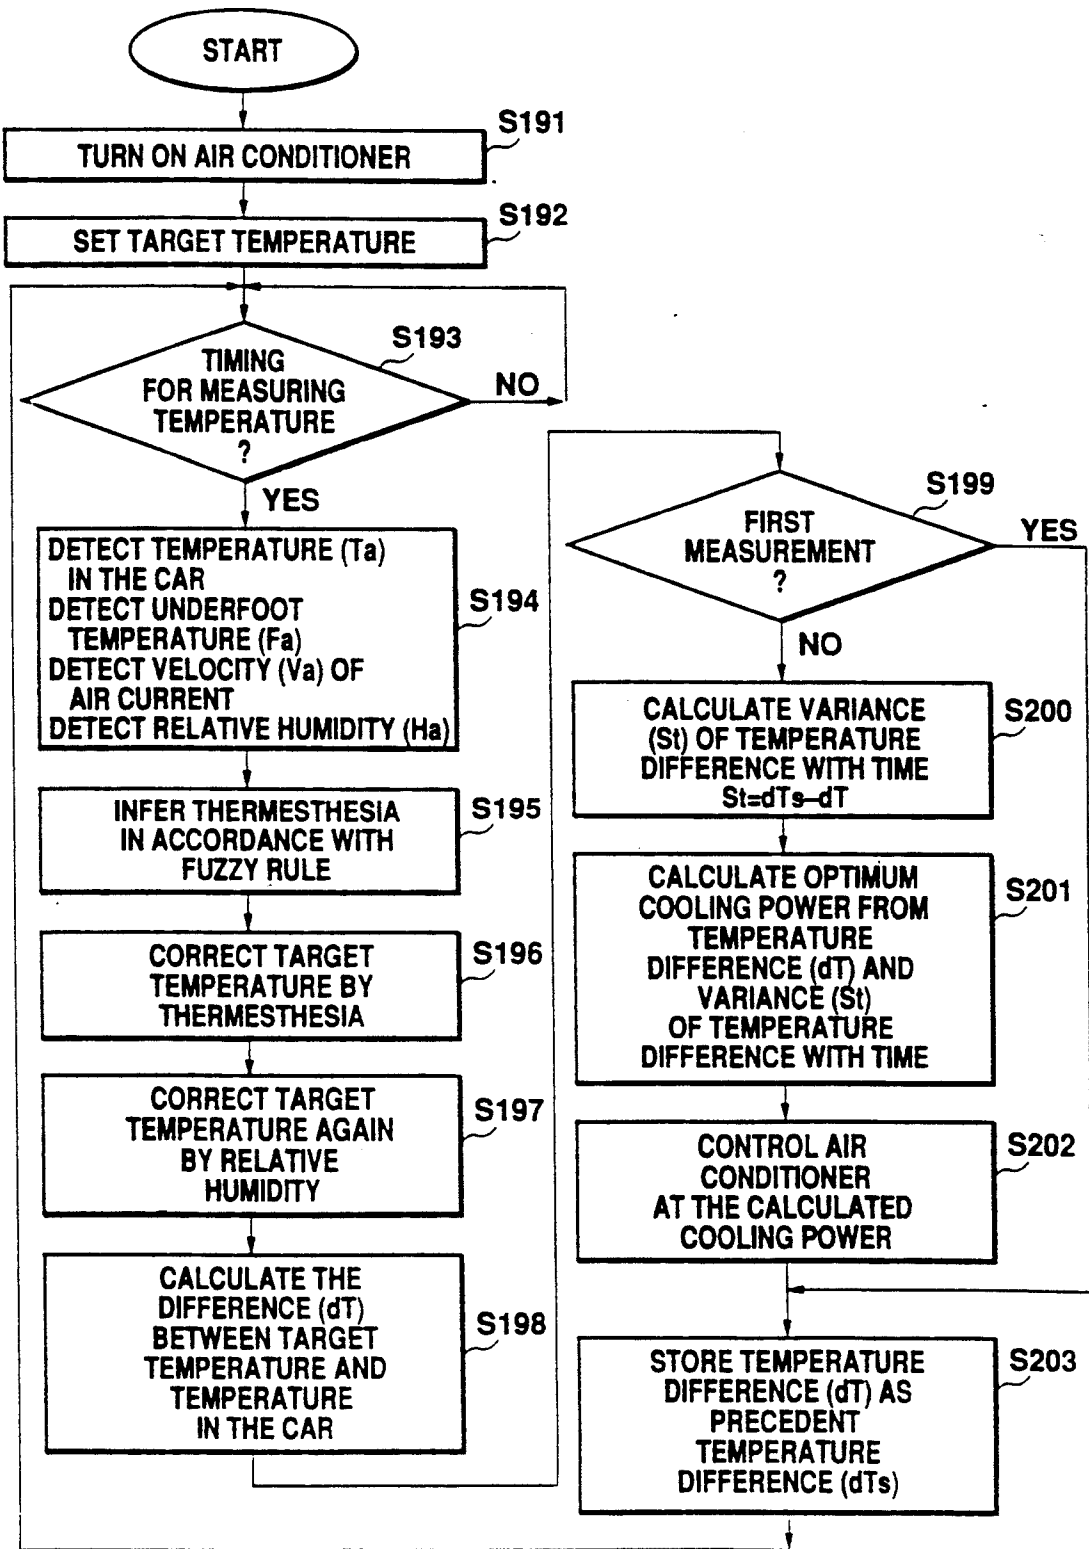 START
S191
TURN ON AIR CONDITIONER
S192
SET TARGET TEMPERATURE
S193
TIMING
FOR MEASURING
TEMPERATURE
?
NO
YES
S194
DETECT TEMPERATURE (Ta)
IN THE CAR
DETECT UNDERFOOT
TEMPERATURE (Fa)
DETECT VELOCITY (Va) OF
AIR CURRENT
DETECT RELATIVE HUMIDITY (Ha)
S195
INFER THERMESTHESIA
IN ACCORDANCE WITH
FUZZY RULE
S196
CORRECT TARGET
TEMPERATURE BY
THERMESTHESIA
S197
CORRECT TARGET
TEMPERATURE AGAIN
BY RELATIVE
HUMIDITY
S198
CALCULATE THE
DIFFERENCE (dT)
BETWEEN TARGET
TEMPERATURE AND
TEMPERATURE
IN THE CAR
S199
FIRST
MEASUREMENT
?
YES
NO
S200
CALCULATE VARIANCE
(St) OF TEMPERATURE
DIFFERENCE WITH TIME
St=dTs–dT
S201
CALCULATE OPTIMUM
COOLING POWER FROM
TEMPERATURE
DIFFERENCE (dT) AND
VARIANCE (St)
OF TEMPERATURE
DIFFERENCE WITH TIME
S202
CONTROL AIR
CONDITIONER
AT THE CALCULATED
COOLING POWER
S203
STORE TEMPERATURE
DIFFERENCE (dT) AS
PRECEDENT
TEMPERATURE
DIFFERENCE (dTs)